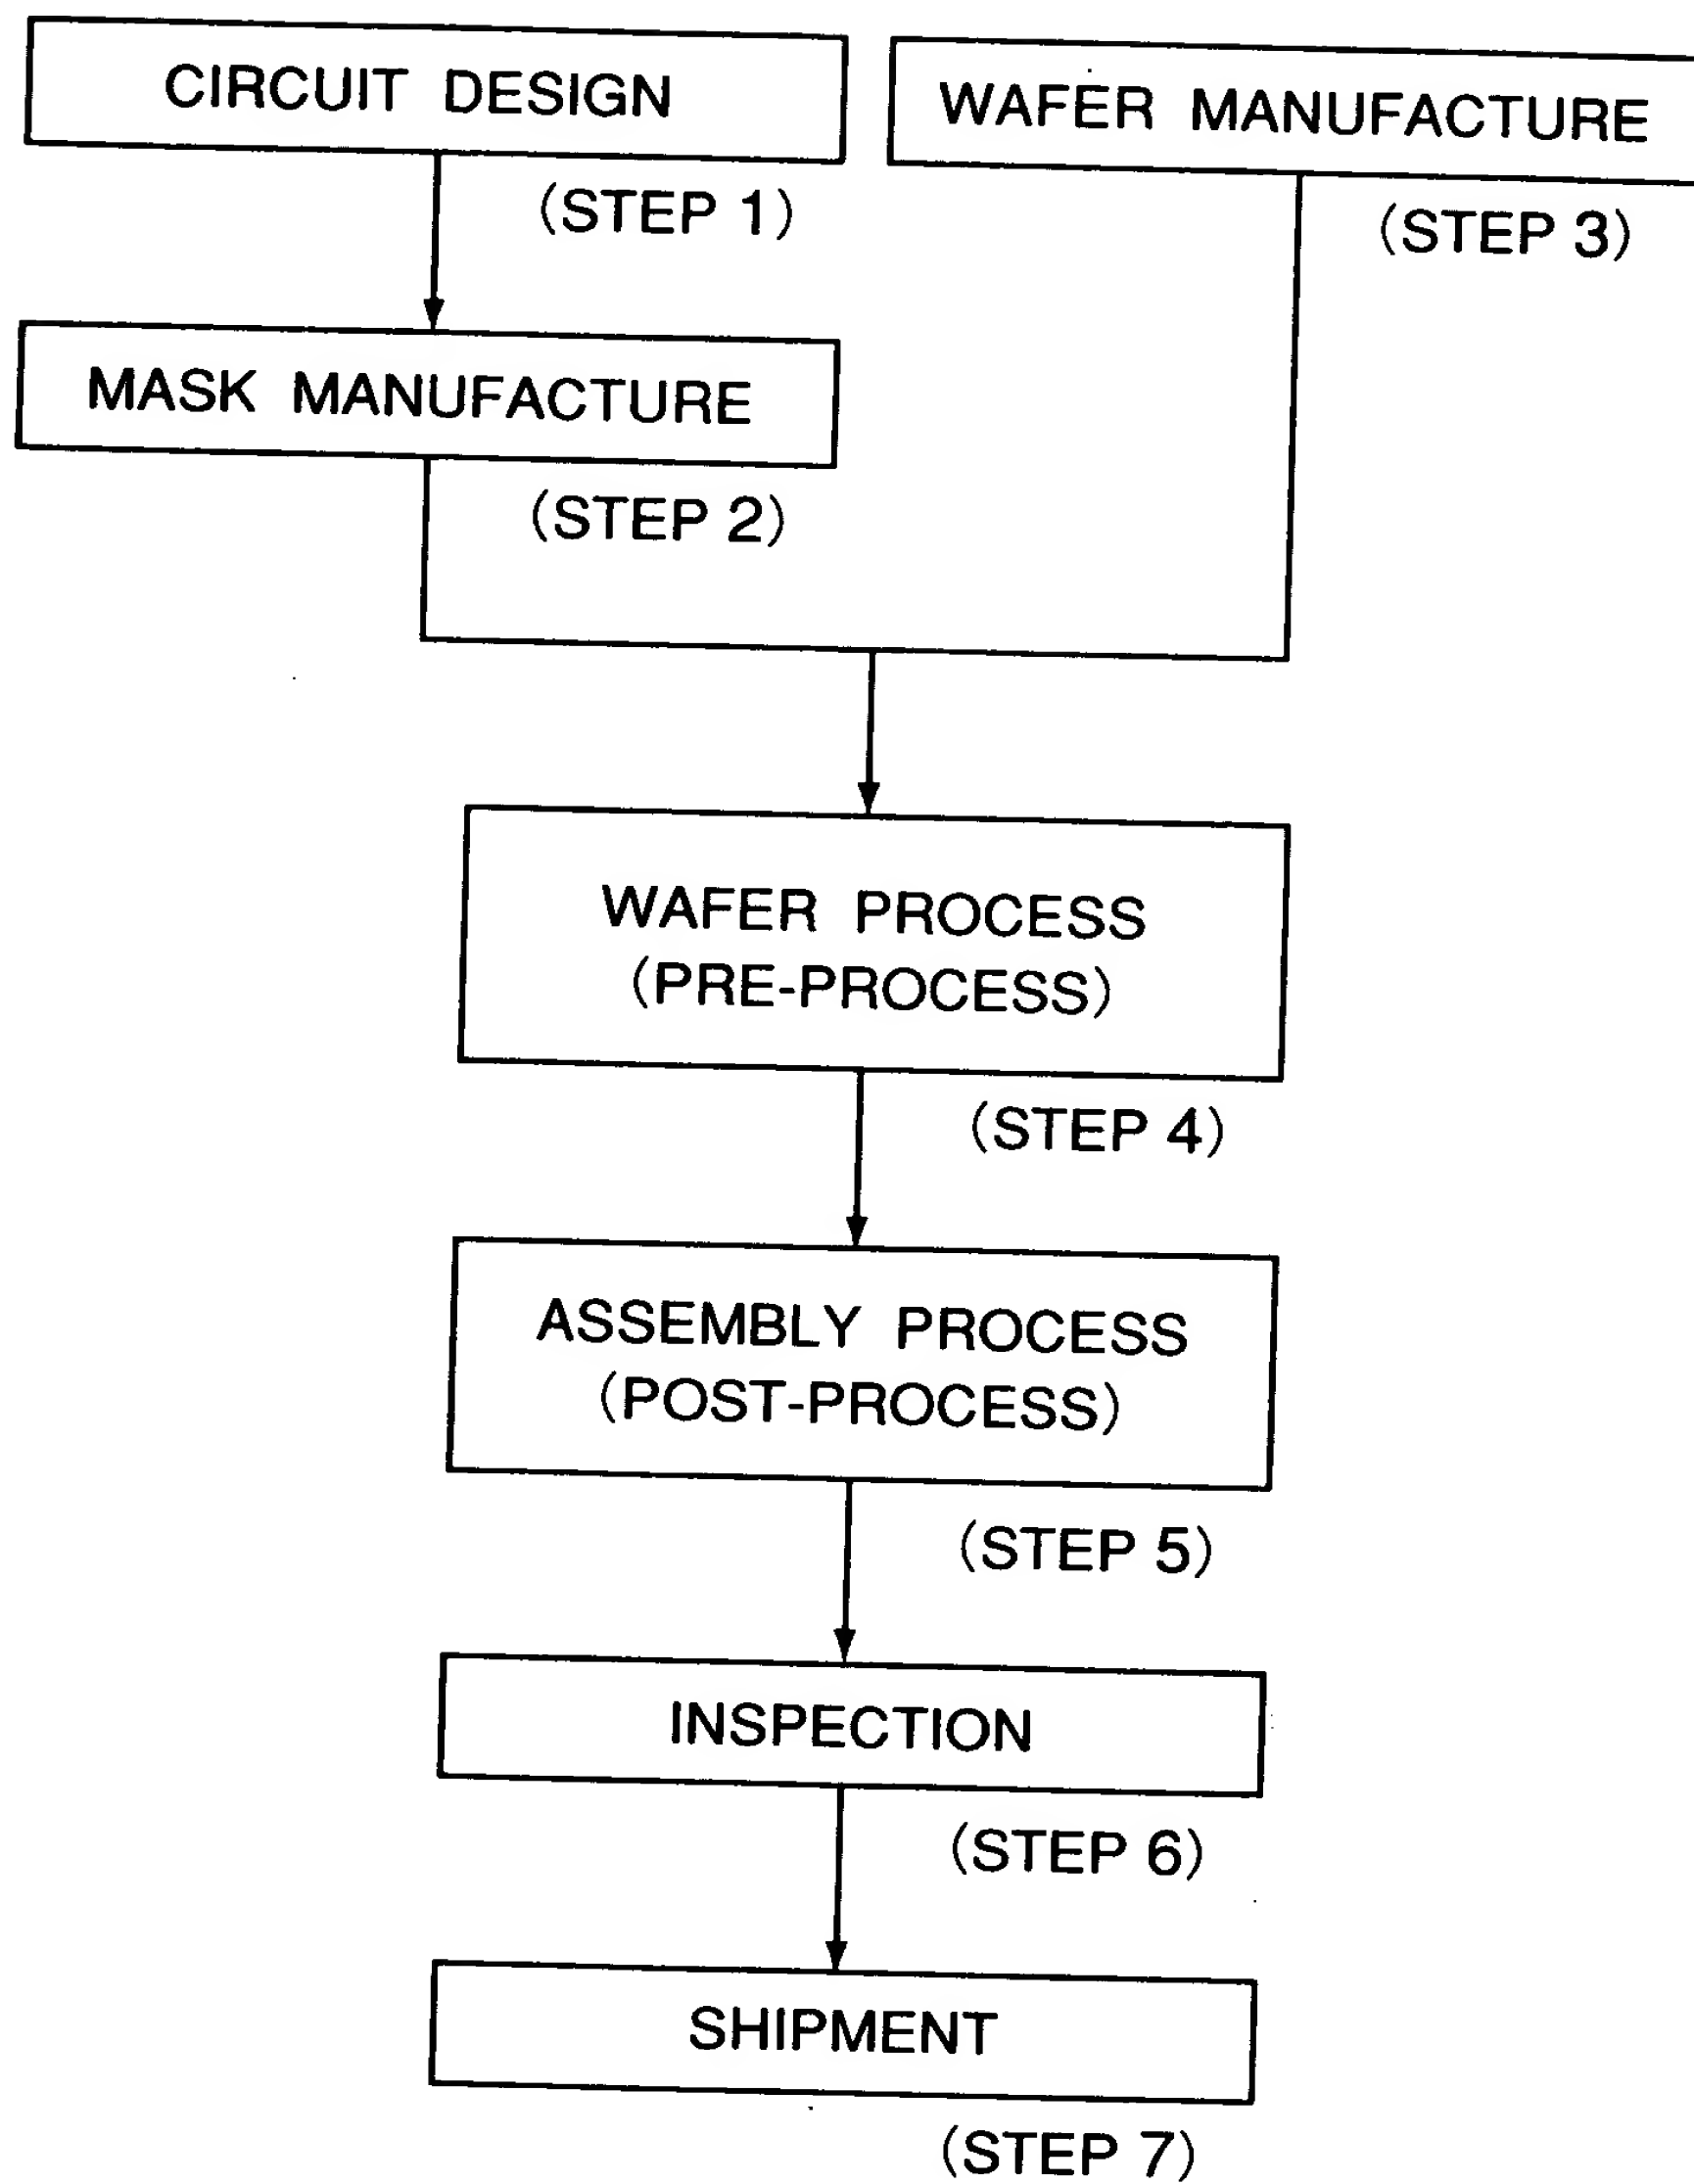 CIRCUIT DESIGN
(STEP 1)
WAFER MANUFACTURE
(STEP 3)
MASK MANUFACTURE
(STEP 2)
WAFER PROCESS
(PRE-PROCESS)
(STEP 4)
ASSEMBLY PROCESS
(POST-PROCESS)
(STEP 5)
INSPECTION
(STEP 6)
SHIPMENT
(STEP 7)